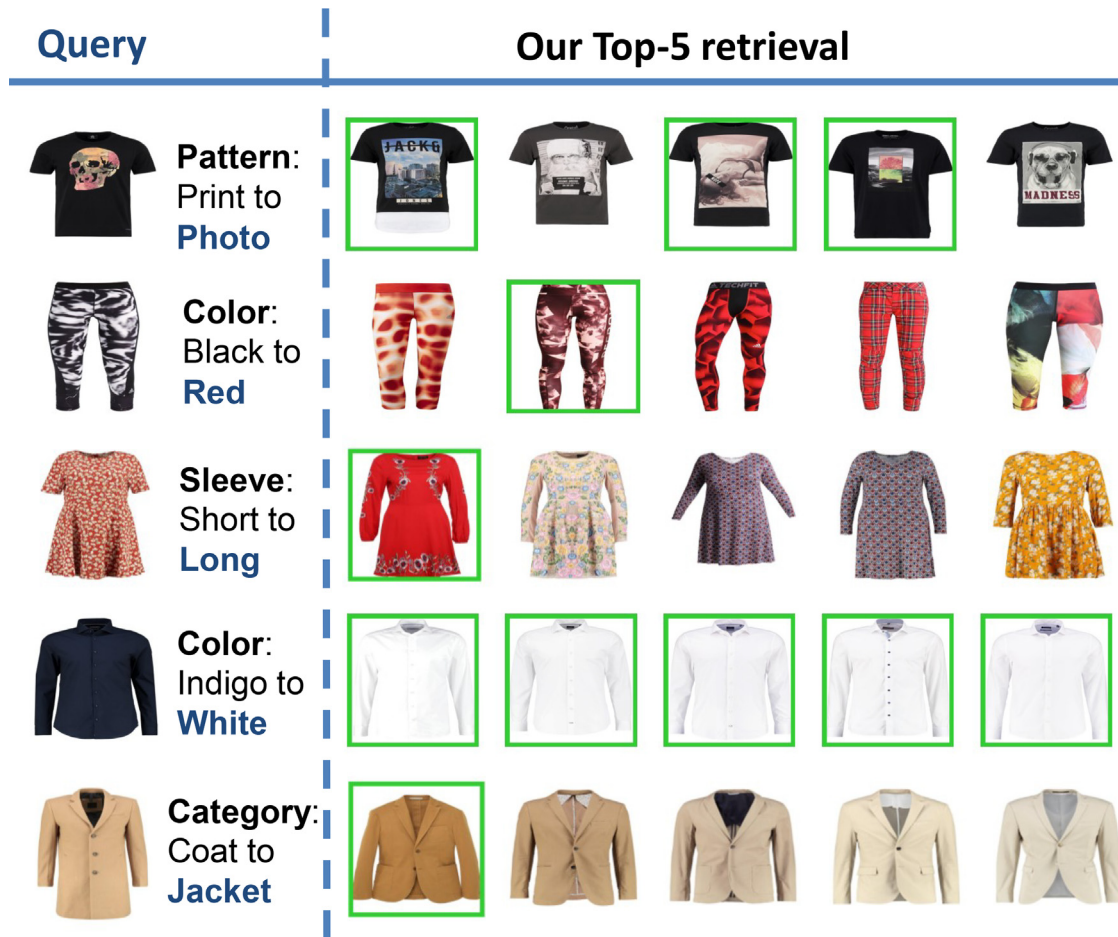 Query
Our Top-5 retrieval
Pattern:
Print to
Photo
JACKG
MADNESS
Color:
Black to
Red
TECHFIT
Sleeve:
Short to
Long
Color:
Indigo to
White
Category:
Coat to
Jacket